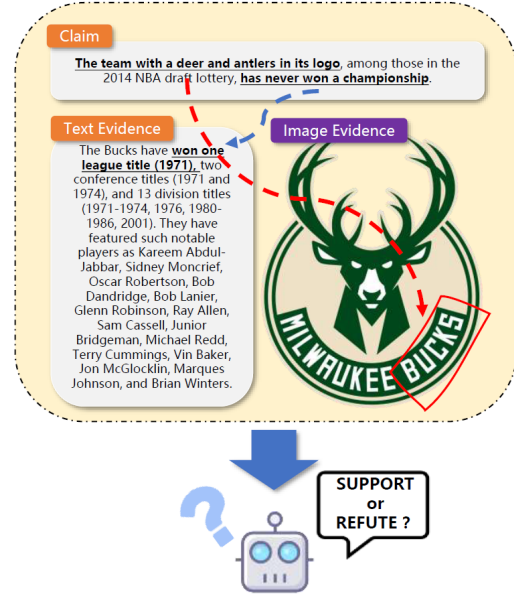 Claim
The team with a deer and antlers in its logo, among those in the
2014 NBA draft lottery, has never won a championship.
Text Evidence
The Bucks have won one
league title (1971), two
conference titles (1971 and
1974), and 13 division titles
(1971-1974, 1976, 1980-
1986, 2001). They have
featured such notable
players as Kareem Abdul-
Jabbar, Sidney Moncrief,
Oscar Robertson, Bob
Dandridge, Bob Lanier,
Glenn Robinson, Ray Allen,
Sam Cassell, Junior
Bridgeman, Michael Redd,
Terry Cummings, Vin Baker,
Jon McGlocklin, Marques
Johnson, and Brian Winters.
Image Evidence
MILWAUKEE BUCKS
SUPPORT
or
REFUTE ?